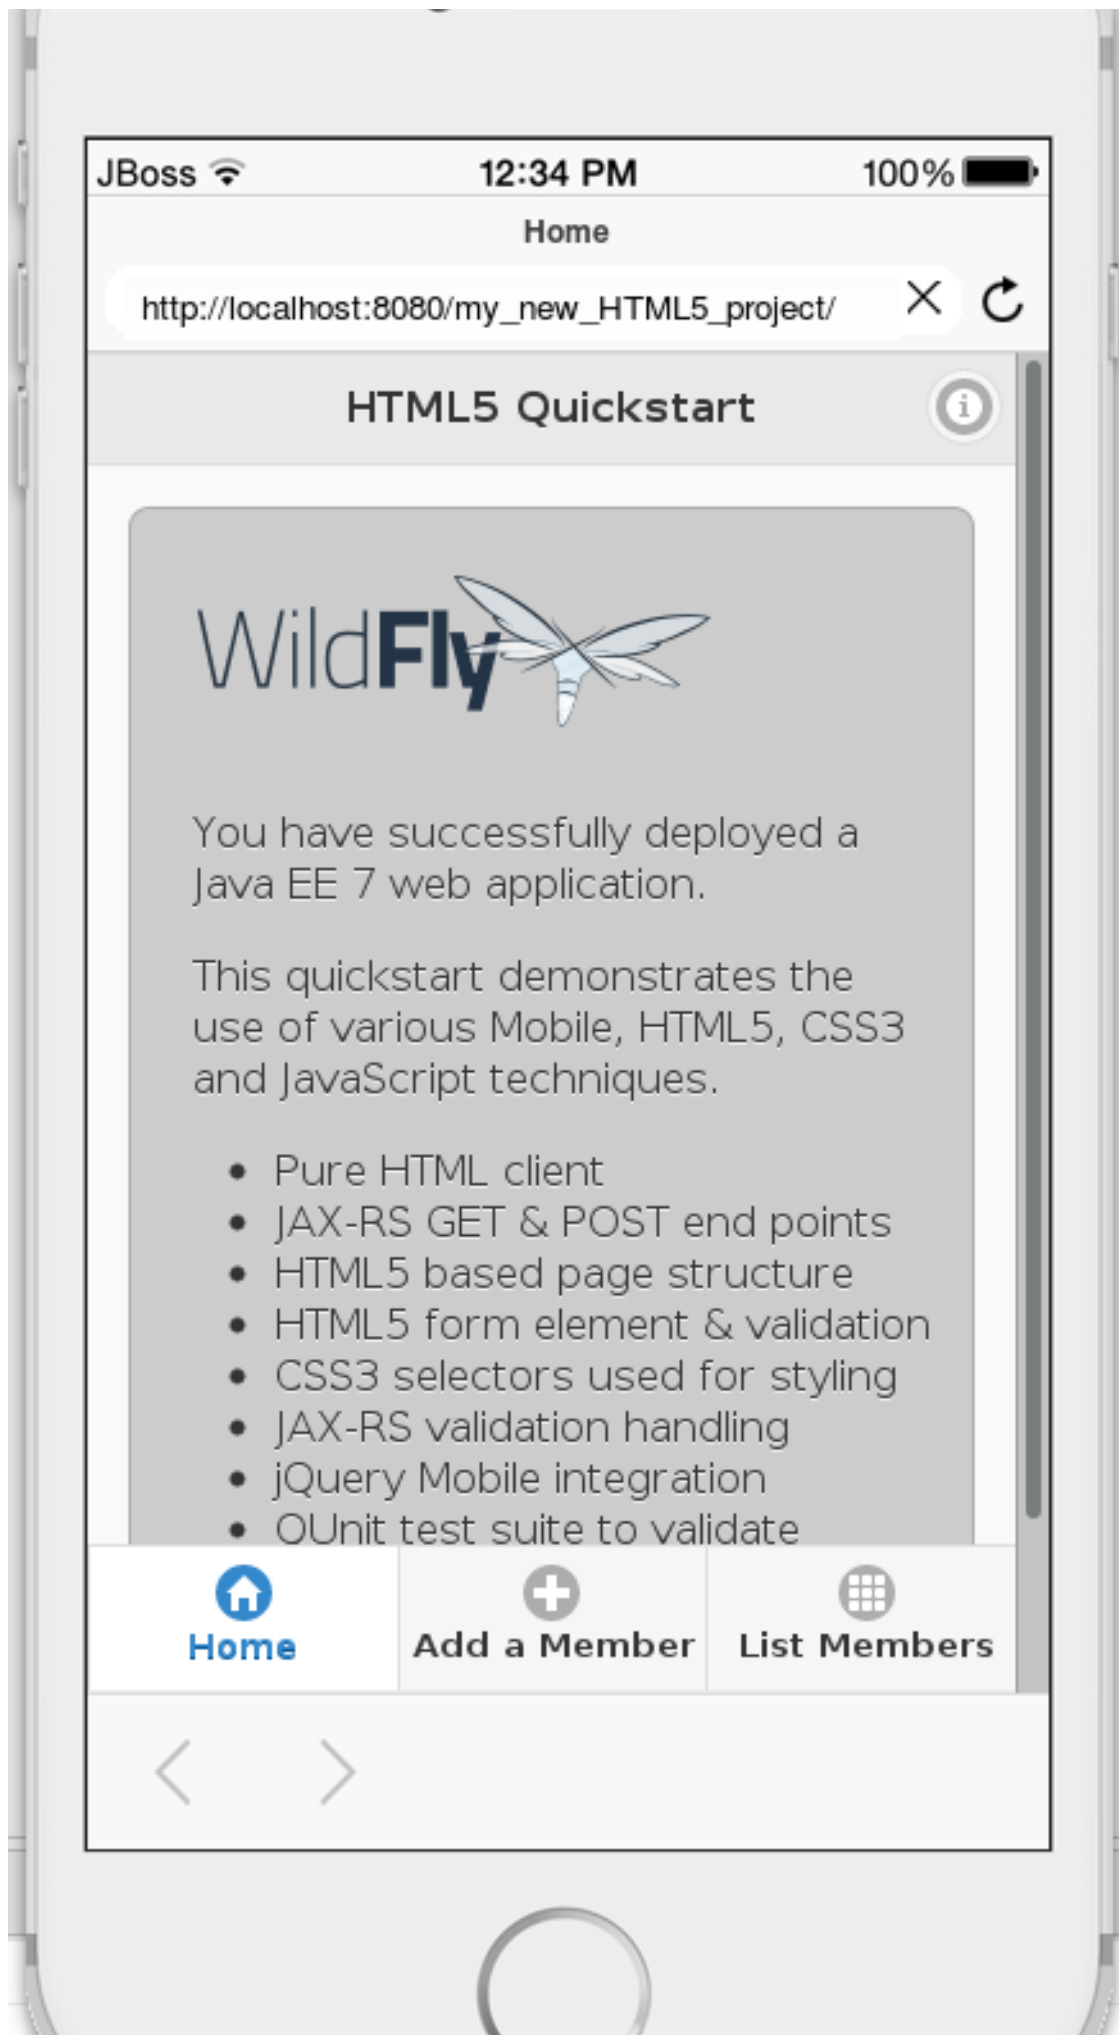 JBoss 12:34 PM 100%
Home
http://localhost:8080/my_new_HTML5_project/
HTML5 Quickstart
WildFly
You have successfully deployed a
Java EE 7 web application.
This quickstart demonstrates the
use of various Mobile, HTML5, CSS3
and JavaScript techniques.
• Pure HTML client
• JAX-RS GET & POST end points
• HTML5 based page structure
• HTML5 form element & validation
• CSS3 selectors used for styling
• JAX-RS validation handling
• jQuery Mobile integration
• QUnit test suite to validate
Home Add a Member List Members